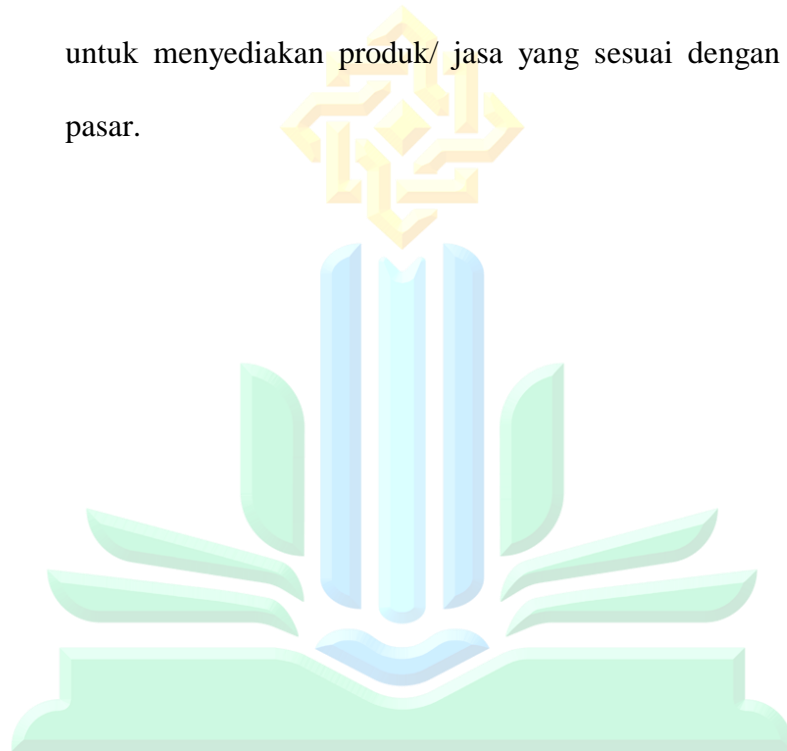 untuk menyediakan produk/ jasa yang sesuai dengan
pasar.